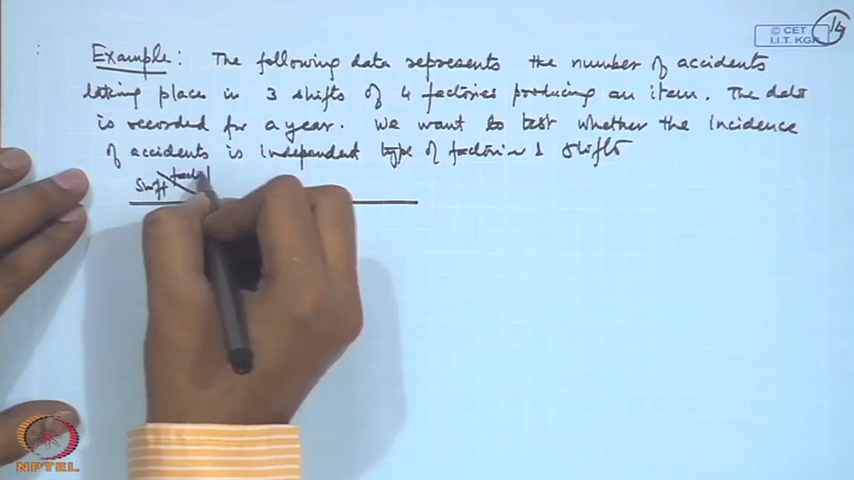 © CET
I.I.T. KGP
14
Example : The following data represents the number of accidents
taking place in 3 shifts of 4 factories producing an item. The data
is recorded for a year. We want to test whether the incidence
of accidents is independent type of factories & shifts
Shift
NPTEL